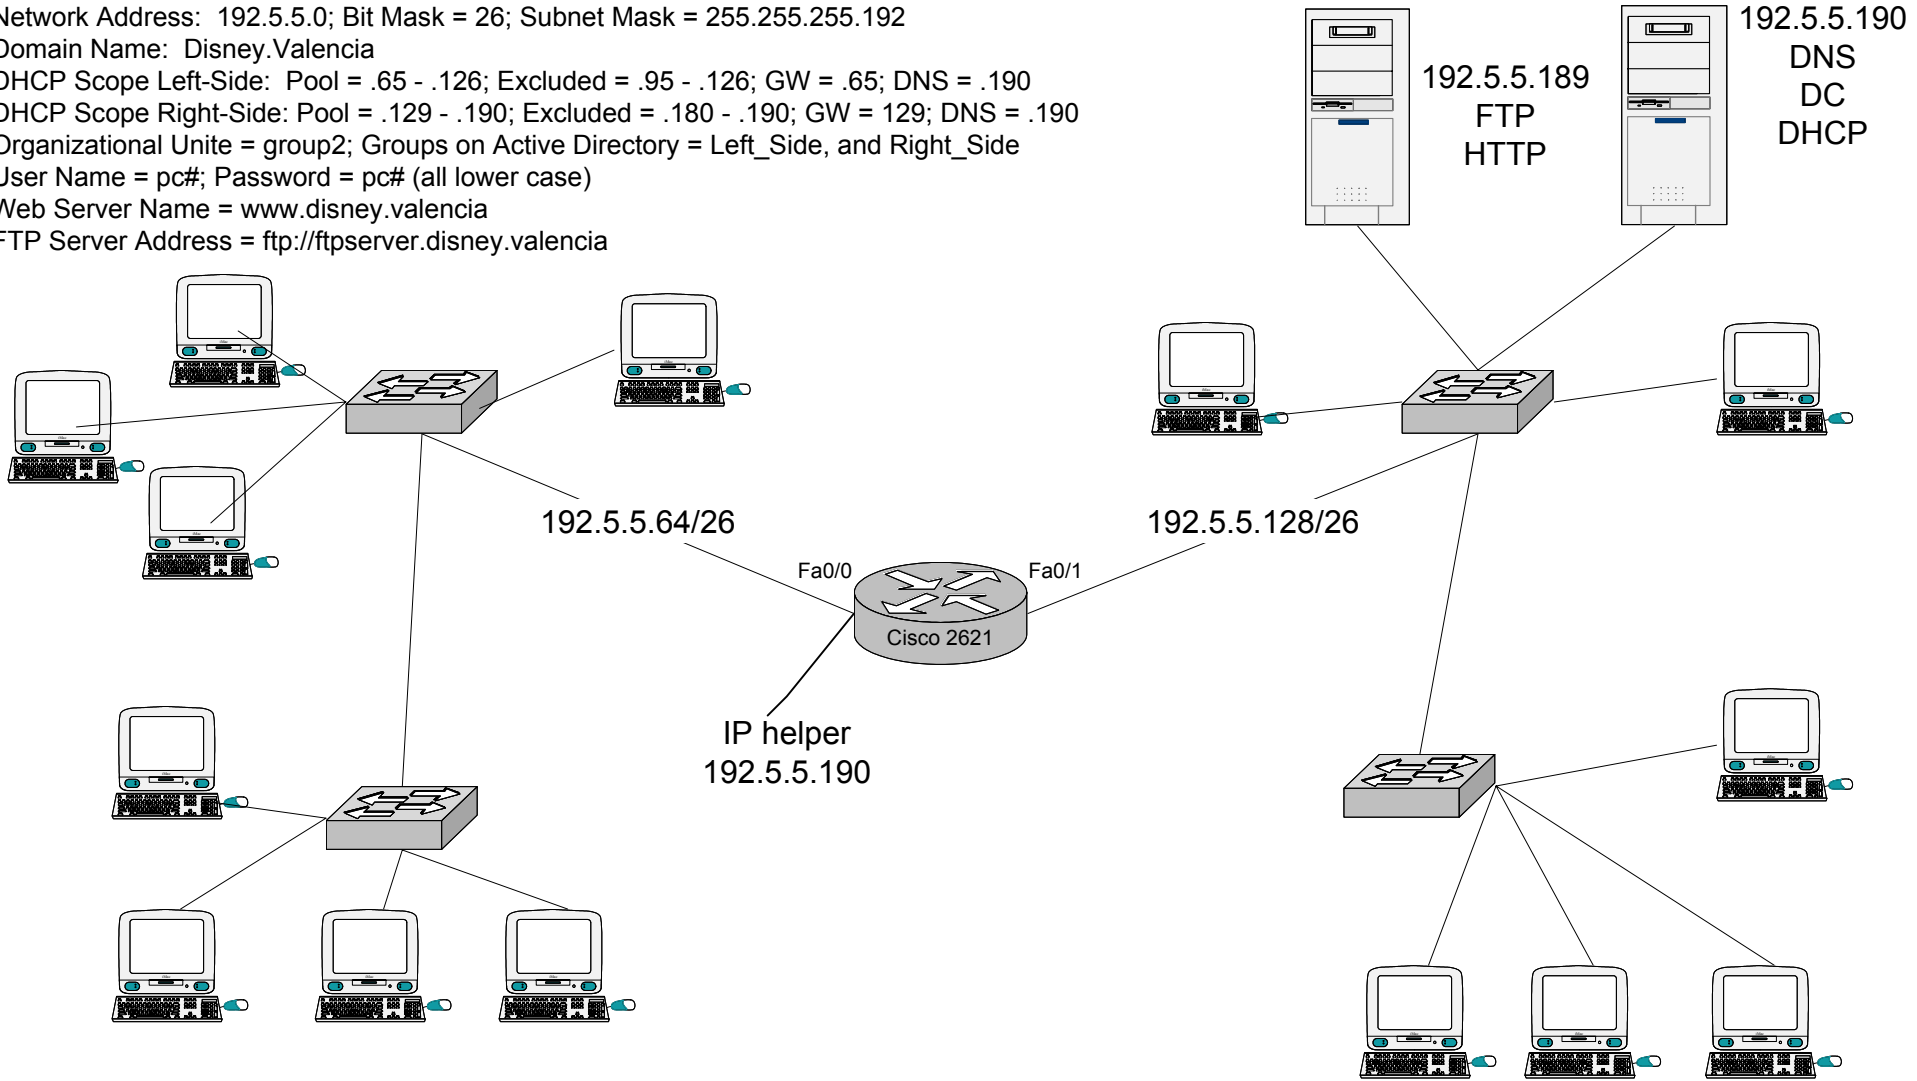 Network Address: 192.5.5.0; Bit Mask = 26; Subnet Mask = 255.255.255.192
Domain Name: Disney.Valencia
DHCP Scope Left-Side: Pool = .65 - .126; Excluded = .95 - .126; GW = .65; DNS = .190
DHCP Scope Right-Side: Pool = .129 - .190; Excluded = .180 - .190; GW = 129; DNS = .190
Organizational Unite = group2; Groups on Active Directory = Left_Side, and Right_Side
User Name = pc#; Password = pc# (all lower case)
Web Server Name = www.disney.valencia
FTP Server Address = ftp://ftpserver.disney.valencia
192.5.5.189
FTP
HTTP
192.5.5.190
DNS
DC
DHCP
192.5.5.64/26
192.5.5.128/26
Fa0/0
Fa0/1
Cisco 2621
IP helper
192.5.5.190